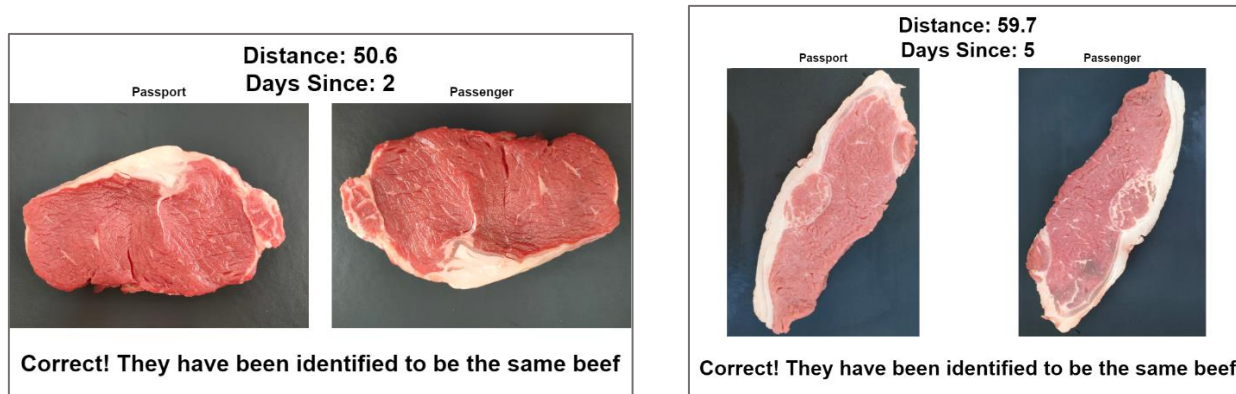 Distance: 50.6
Days Since: 2
Passport
Passenger
Correct! They have been identified to be the same beef
Distance: 59.7
Days Since: 5
Passport
Passenger
Correct! They have been identified to be the same beef